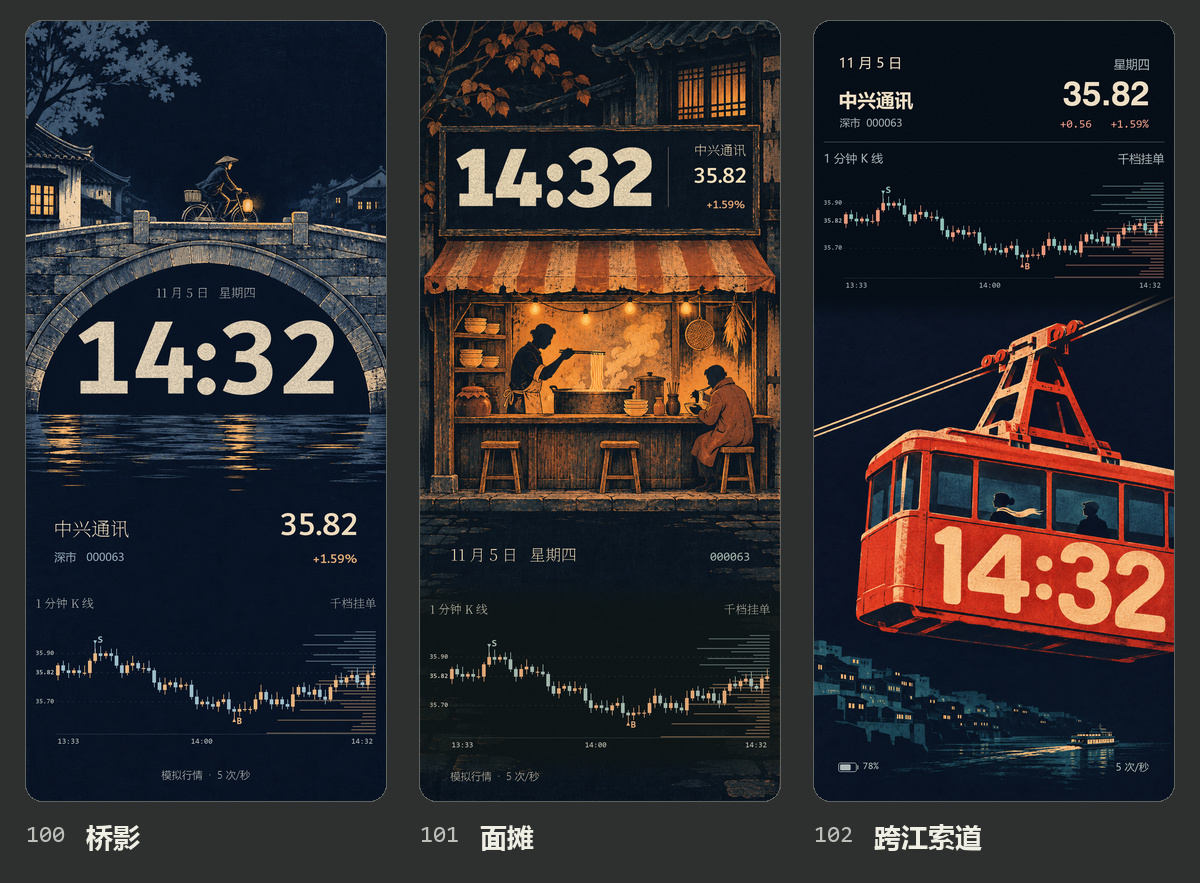 11 月 5 日 星期四
14:32
中兴通讯 35.82
深市 000063 +1.59%
1 分钟 K 线 千档挂单
S
35.90
35.82
35.70
B
13:33 14:00 14:32
模拟行情 · 5 次/秒
100 桥影
14:32
中兴通讯
35.82
+1.59%
11 月 5 日 星期四 000063
1 分钟 K 线 千档挂单
S
35.90
35.82
35.70
B
13:33 14:00 14:32
模拟行情 · 5 次/秒
101 面摊
11 月 5 日 星期四
中兴通讯 35.82
深市 000063 +0.56 +1.59%
1 分钟 K 线 千档挂单
S
35.90
35.82
35.70
B
13:33 14:00 14:32
14:32
78% 5 次/秒
102 跨江索道